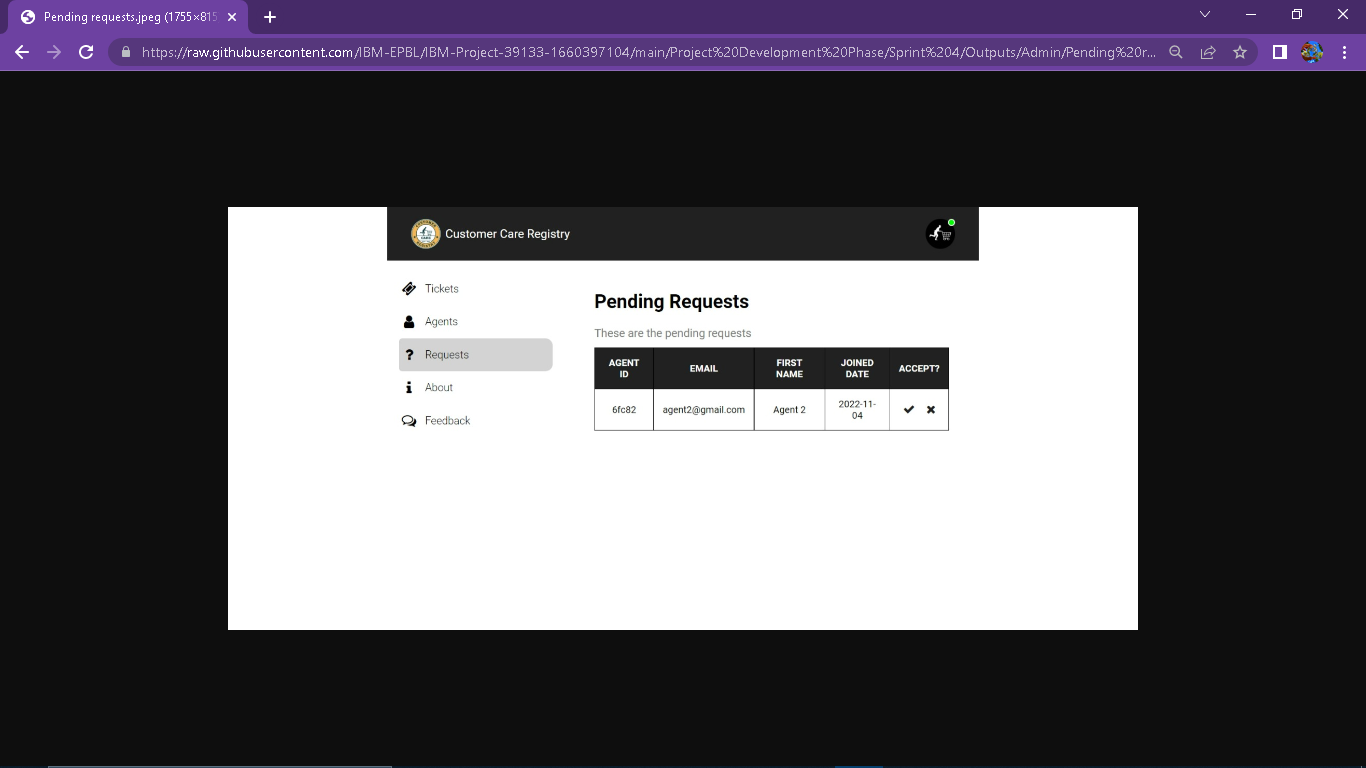 Pending requests.jpeg (1755×815
https://raw.githubusercontent.com/IBM-EPBL/IBM-Project-39133-1660397104/main/Project%20Development%20Phase/Sprint%204/Outputs/Admin/Pending%20r...
Customer Care Registry
Tickets
Agents
Requests
About
Feedback
Pending Requests
These are the pending requests
AGENT ID EMAIL FIRST NAME JOINED DATE ACCEPT?
6fc82 agent2@gmail.com Agent 2 2022-11-04